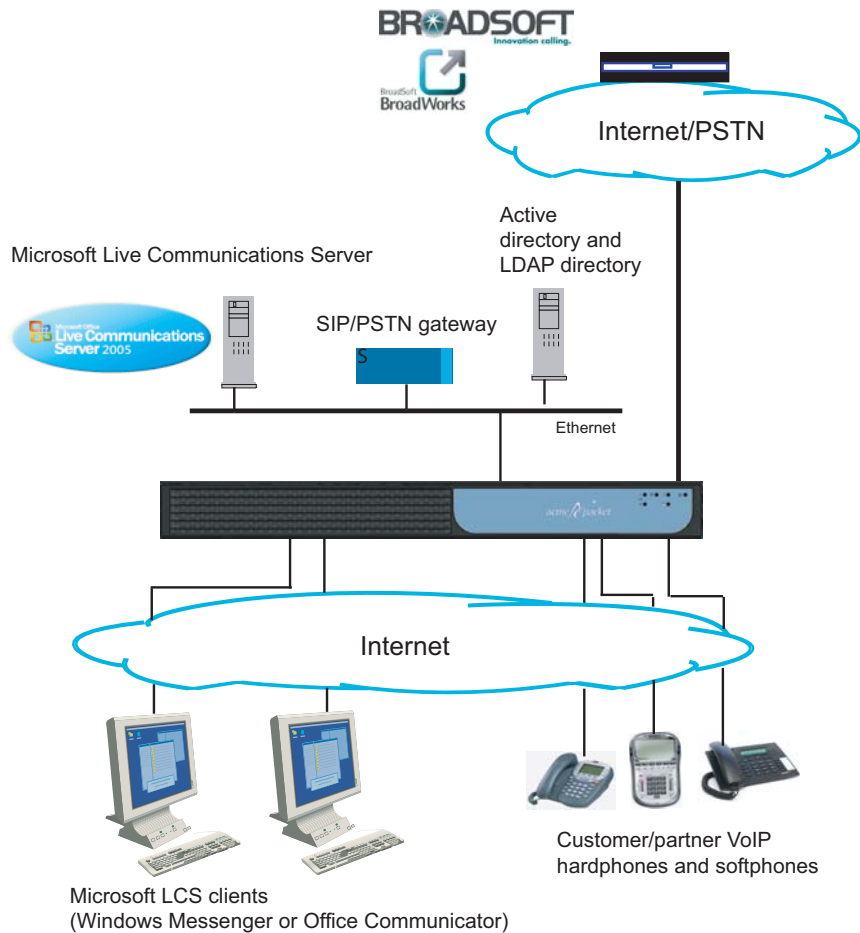 BROADSOFT
Innovation calling.
BroadSoft
BroadWorks
Internet/PSTN
Active
directory and
LDAP directory
Microsoft Live Communications Server
Microsoft Office
Live Communications
Server 2005
SIP/PSTN gateway
S
Ethernet
acme packet
Internet
Customer/partner VoIP
hardphones and softphones
Microsoft LCS clients
(Windows Messenger or Office Communicator)